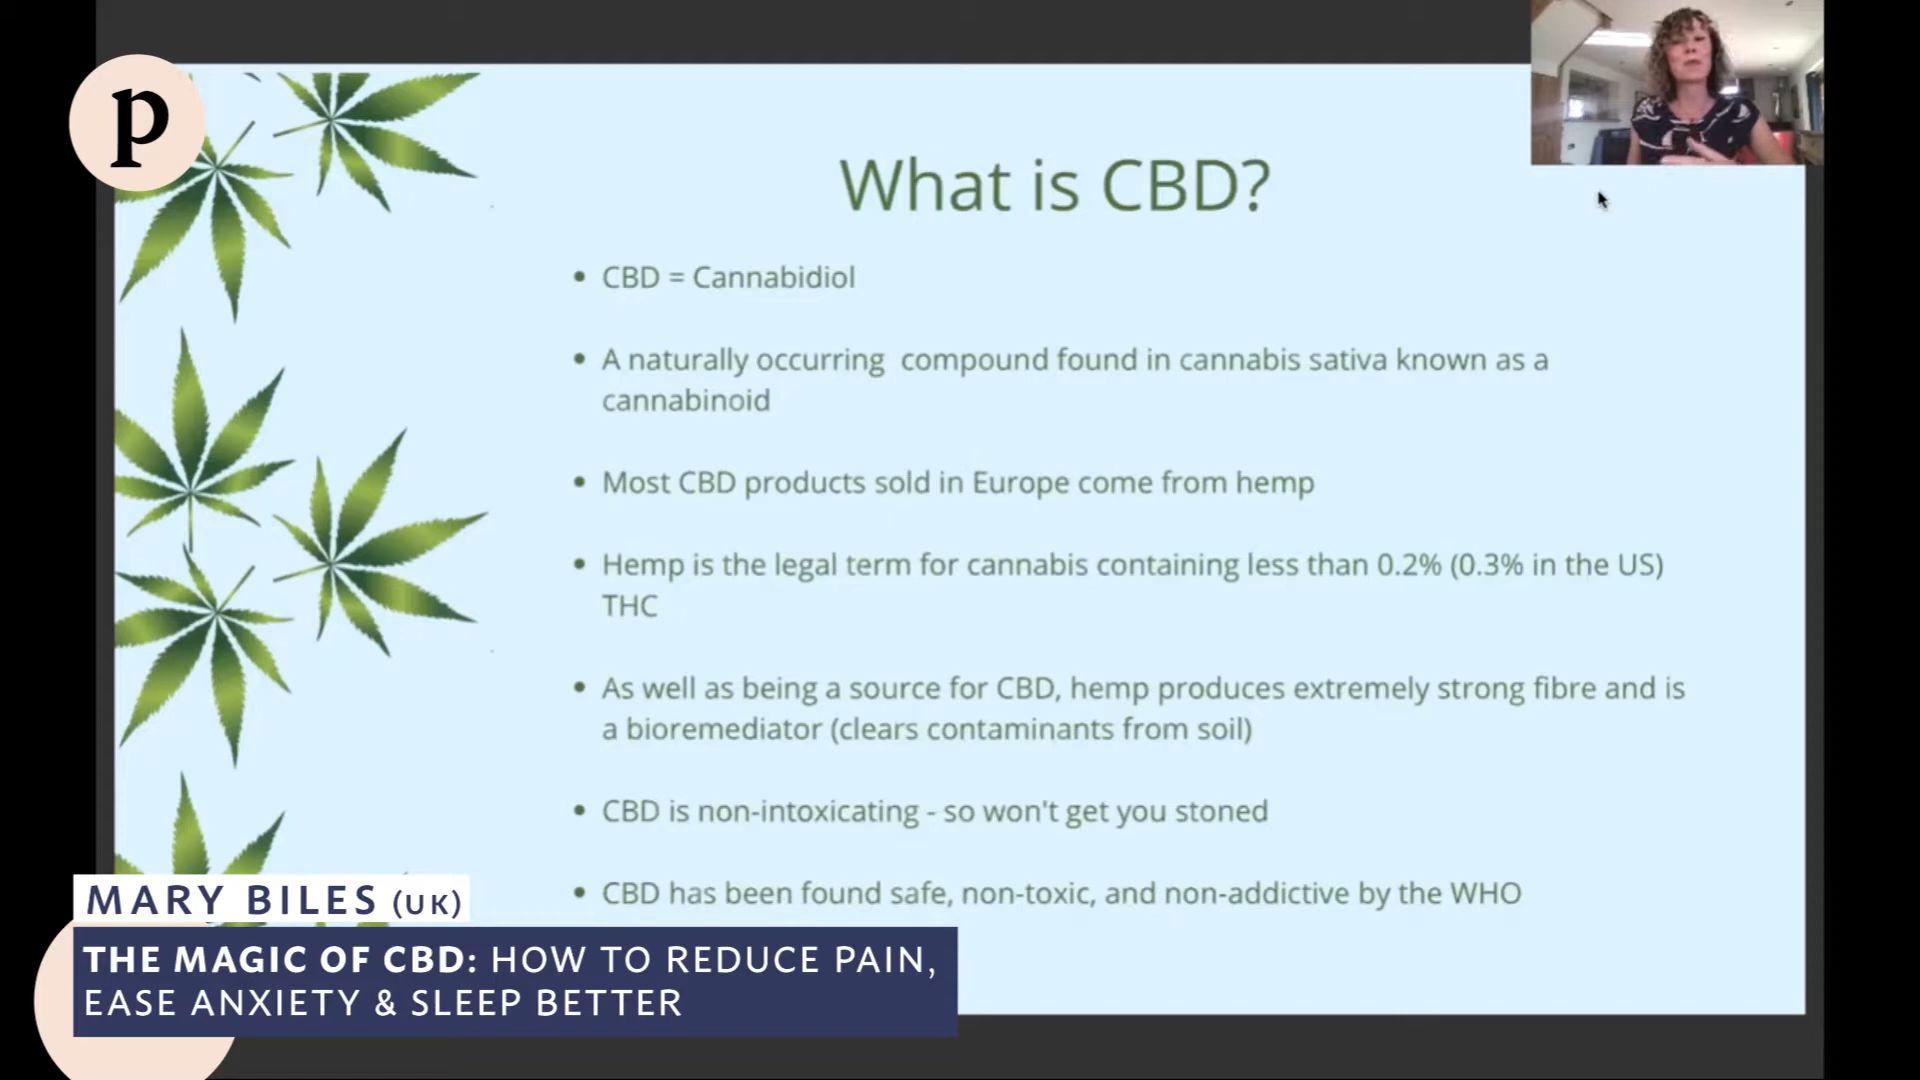 p
What is CBD?
• CBD = Cannabidiol
• A naturally occurring  compound found in cannabis sativa known as a
cannabinoid
• Most CBD products sold in Europe come from hemp
• Hemp is the legal term for cannabis containing less than 0.2% (0.3% in the US)
THC
• As well as being a source for CBD, hemp produces extremely strong fibre and is
a bioremediator (clears contaminants from soil)
• CBD is non-intoxicating - so won't get you stoned
• CBD has been found safe, non-toxic, and non-addictive by the WHO
MARY BILES (UK)
THE MAGIC OF CBD: HOW TO REDUCE PAIN,
EASE ANXIETY & SLEEP BETTER